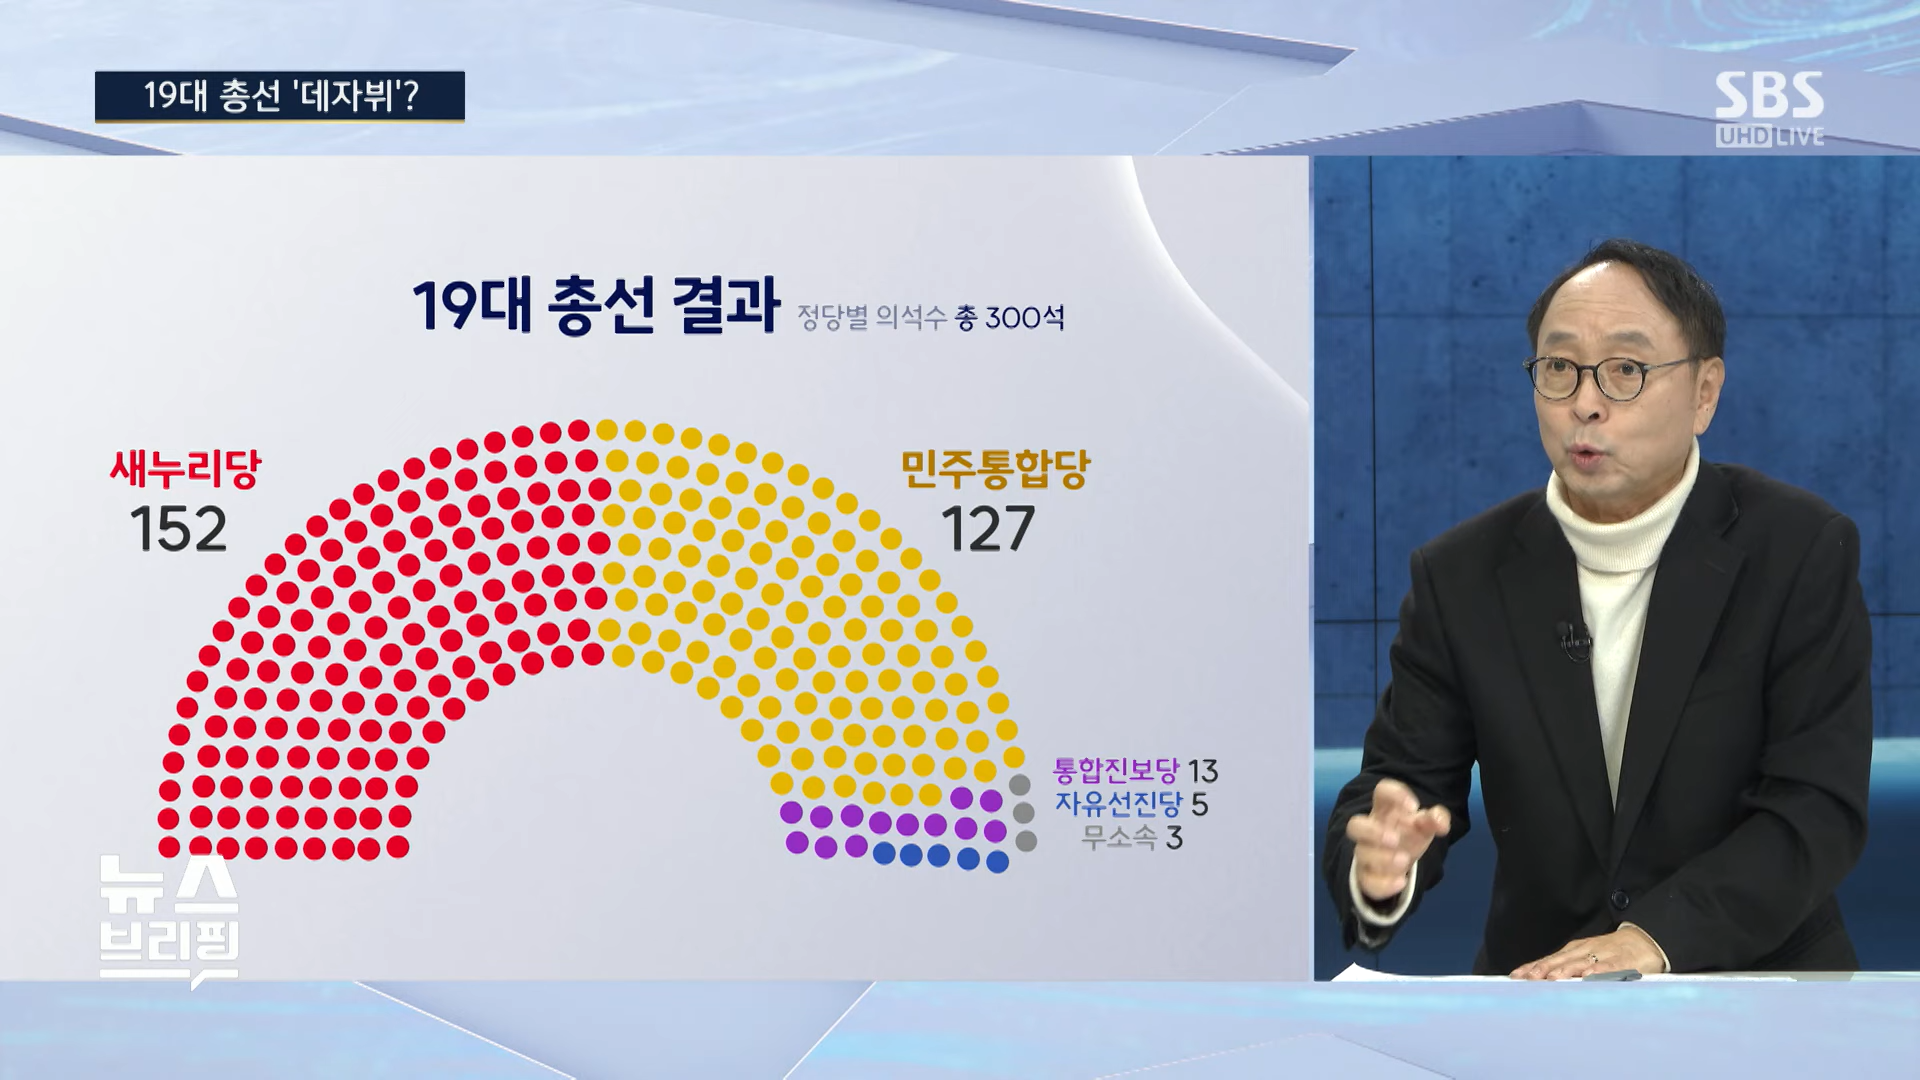 19대 총선 '데자뷔'?
SBS
UHD LIVE
19대 총선 결과 정당별 의석수 총 300석
새누리당
152
민주통합당
127
통합진보당 13
자유선진당 5
무소속 3
뉴스
브리핑